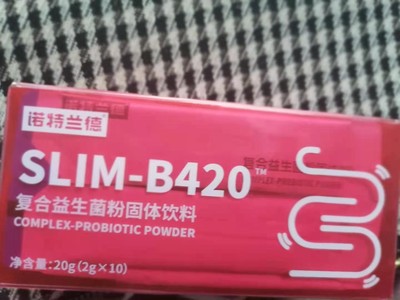 诺特兰德
SLIM-B420™
复合益生菌粉固体饮料
COMPLEX-PROBIOTIC POWDER
净含量:20g(2g×10)